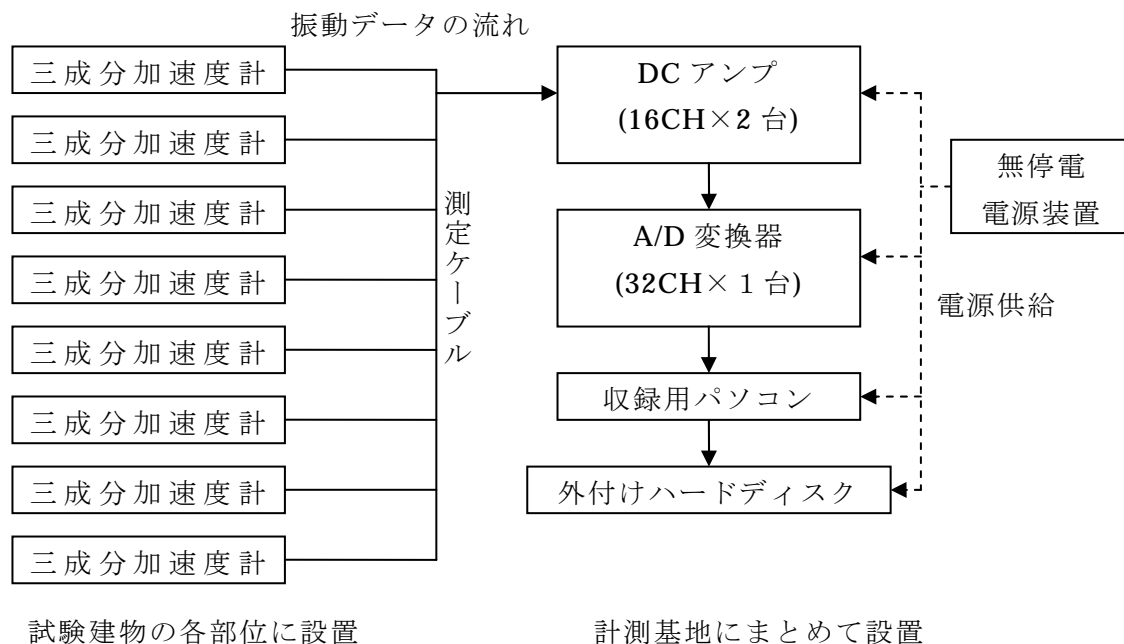 振動データの流れ
三成分加速度計
三成分加速度計
三成分加速度計
三成分加速度計
三成分加速度計
三成分加速度計
三成分加速度計
三成分加速度計
測定ケーブル
DC アンプ
(16CH×2 台)
A/D 変換器
(32CH× 1 台)
収録用パソコン
外付けハードディスク
無停電
電源装置
電源供給
試験建物の各部位に設置
計測基地にまとめて設置